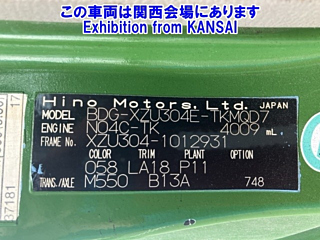 この車両は関西会場にあります
Exhibition from KANSAI
Hino Motors, Ltd. JAPAN
MODEL BDG-XZU304E-TKMQD7
ENGINE N04C-TK 4009 mL
FRAME No. XZU304-1012931
COLOR TRIM PLANT OPTION
058 LA18 P11
TRANS./AXLE M550 B13A 748
37181
17